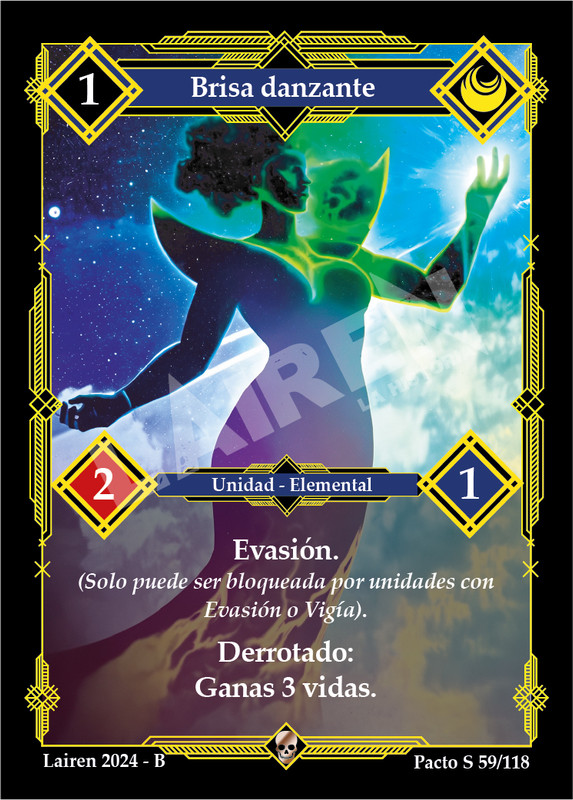 1
Brisa danzante
LAIREN
2
Unidad - Elemental
1
Evasión.
(Solo puede ser bloqueada por unidades con
Evasión o Vigía).
Derrotado:
Ganas 3 vidas.
Lairen 2024 - B
Pacto S 59/118